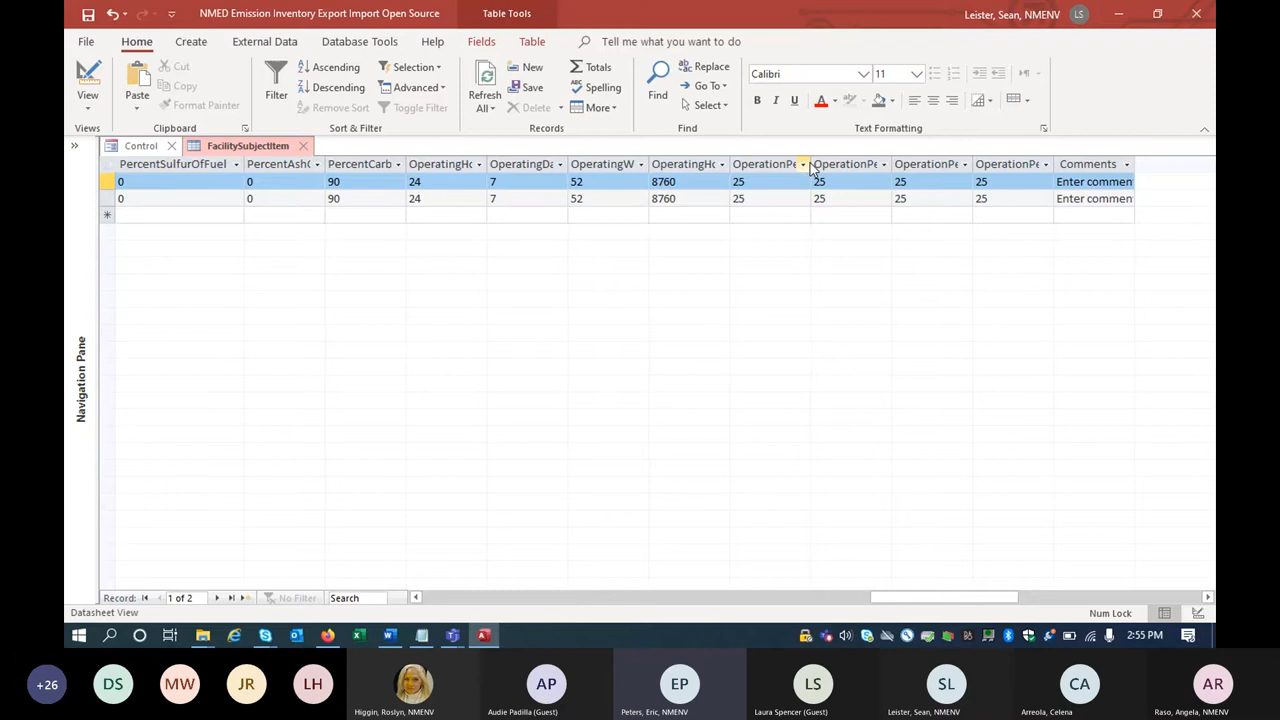 NMED Emission Inventory Export Import Open Source
Table Tools
Leister, Sean, NMENV
LS
File Home Create External Data Database Tools Help Fields Table Tell me what you want to do
View
Views
Paste
Cut
Copy
Format Painter
Clipboard
Filter
Ascending
Descending
Remove Sort
Selection
Advanced
Toggle Filter
Sort & Filter
Refresh All
New
Save
Delete
Totals
Spelling
More
Records
Find
Replace
Go To
Select
Find
Calibri 11
B I U A
Text Formatting
Control FacilitySubjectItem
PercentSulfurOfFuel PercentAshC PercentCarb OperatingHc OperatingDa OperatingW OperatingHc OperationPe OperationPe OperationPe OperationPe Comments
0 0 90 24 7 52 8760 25 25 25 25 Enter commen
0 0 90 24 7 52 8760 25 25 25 25 Enter commen
Navigation Pane
Record: 1 of 2 No Filter Search
Datasheet View
Num Lock
2:55 PM
+26 DS MW JR LH AP EP LS SL CA AR
Higgin, Roslyn, NMENV Audie Padilla (Guest) Peters, Eric, NMENV Laura Spencer (Guest) Leister, Sean, NMENV Arreola, Celena Raso, Angela, NMENV